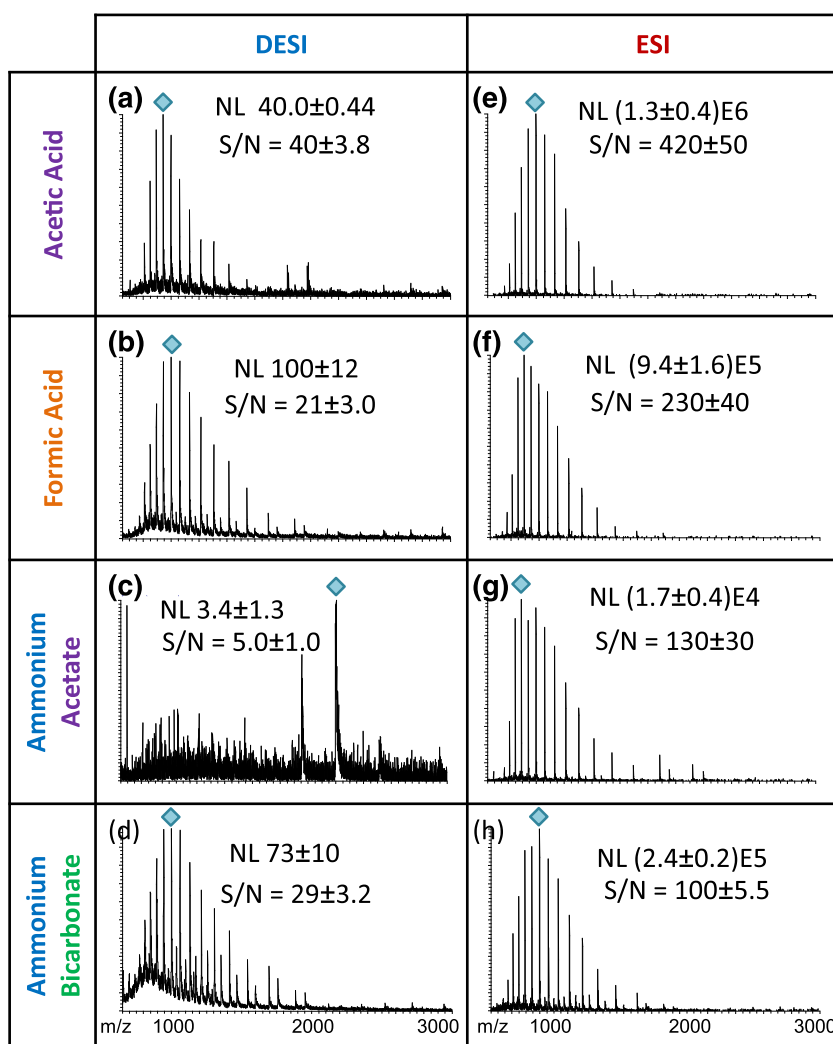 DESI
ESI
Acetic Acid
(a)
NL 40.0±0.44
S/N = 40±3.8
(e)
NL (1.3±0.4)E6
S/N = 420±50
Formic Acid
(b)
NL 100±12
S/N = 21±3.0
(f)
NL (9.4±1.6)E5
S/N = 230±40
Ammonium
Acetate
(c)
NL 3.4±1.3
S/N = 5.0±1.0
(g)
NL (1.7±0.4)E4
S/N = 130±30
Ammonium
Bicarbonate
(d)
NL 73±10
S/N = 29±3.2
(h)
NL (2.4±0.2)E5
S/N = 100±5.5
m/z 1000 2000 3000
m/z 1000 2000 3000